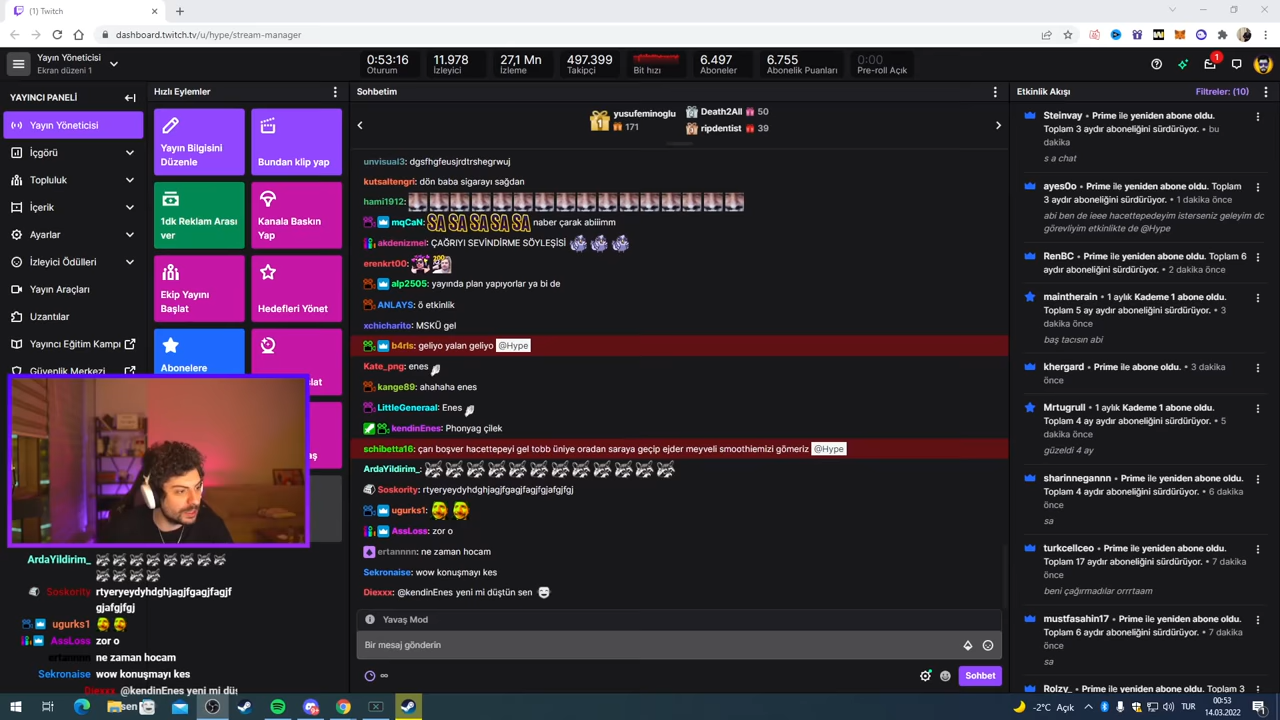 (1) Twitch
dashboard.twitch.tv/u/hype/stream-manager
Yayın Yöneticisi
Ekran düzeni 1
0:53:16
Oturum
11.978
İzleyici
27,1 Mn
İzleme
497.399
Takipçi
Bit hızı
6.497
Aboneler
6.755
Abonelik Puanları
0:00
Pre-roll Açık
1
YAYINCI PANELİ
Yayın Yöneticisi
İçgörü
Topluluk
İçerik
Ayarlar
İzleyici Ödülleri
Yayın Araçları
Uzantılar
Yayıncı Eğitim Kampı
Güvenlik Merkezi
Hızlı Eylemler
Yayın Bilgisini
Düzenle
Bundan klip yap
1dk Reklam Arası
ver
Kanala Baskın
Yap
Ekip Yayını
Başlat
Hedefleri Yönet
Abonelere
Sohbetim
1
yusufeminoglu
171
Death2All 50
ripdentist 39
unvisual3: dgsfhgfeusjrdtrshegrwuj
kutsaltengri: dön baba sigarayı sağdan
hami1912:
mqCaN: SA SA SA SA SA naber çarak abiiimm
akdenizmel: ÇAĞRIYI SEVİNDİRME SÖYLEŞİSİ
erenkrt00:
alp2505: yayında plan yapıyorlar ya bi de
ANLAYS: ö etkinlik
xchicharito: MSKÜ gel
b4rls: geliyo yalan geliyo @Hype
Kate_png: enes
kange89: ahahaha enes
LittleGeneraal: Enes
kendinEnes: Phonyag çilek
schibetta16: çarı boşver hacettepeyi gel tobb üniye oradan saraya geçip ejder meyveli smoothiemizi gömeriz @Hype
ArdaYildirim_:
Soskority: rtyeryeydyhdghjagjfgagjfagjfgjafgjfgj
ugurks1:
AssLoss: zor o
ertannnn: ne zaman hocam
Sekronaise: wow konuşmayı kes
Diexxx: @kendinEnes yeni mi düştün sen
Yavaş Mod
Bir mesaj gönderin
∞
Sohbet
Etkinlik Akışı
Filtreler: (10)
Steinvay • Prime ile yeniden abone oldu.
Toplam 3 aydır aboneliğini sürdürüyor. • bu
dakika
s a chat
ayes0o • Prime ile yeniden abone oldu. Toplam
3 aydır aboneliğini sürdürüyor. • 1 dakika önce
abi ben de ieee hacettepedeyim isterseniz geleyim dc
görevliyim etkinlikte de @Hype
RenBC • Prime ile yeniden abone oldu. Toplam 6
aydır aboneliğini sürdürüyor. • 2 dakika önce
maintherain • 1 aylık Kademe 1 abone oldu.
Toplam 5 ay aydır aboneliğini sürdürüyor. • 3
dakika önce
baş tacısın abi
khergard • Prime ile abone oldu. • 3 dakika
önce
Mrtugrull • 1 aylık Kademe 1 abone oldu.
Toplam 4 ay aydır aboneliğini sürdürüyor. • 5
dakika önce
güzeldi 4 ay
sharinnegannn • Prime ile yeniden abone oldu.
Toplam 4 aydır aboneliğini sürdürüyor. • 6 dakika
önce
sa
turkcellceo • Prime ile yeniden abone oldu.
Toplam 17 aydır aboneliğini sürdürüyor. • 7 dakika
önce
beni çağırmadılar orrrtaam
mustfasahin17 • Prime ile yeniden abone oldu.
Toplam 6 aydır aboneliğini sürdürüyor. • 7 dakika
önce
sa
Rolzy_ • Prime ile yeniden abone oldu. Toplam 3
ArdaYildirim_
Soskority rtyeryeydyhdghjagjfgagjfagjf
gjafgjfgj
ugurks1
AssLoss zor o
ertannnn ne zaman hocam
Sekronaise wow konuşmayı kes
Diexxx @kendinEnes yeni mi düş
sen
-2°C Açık
TUR
00:53
14.03.2022
1